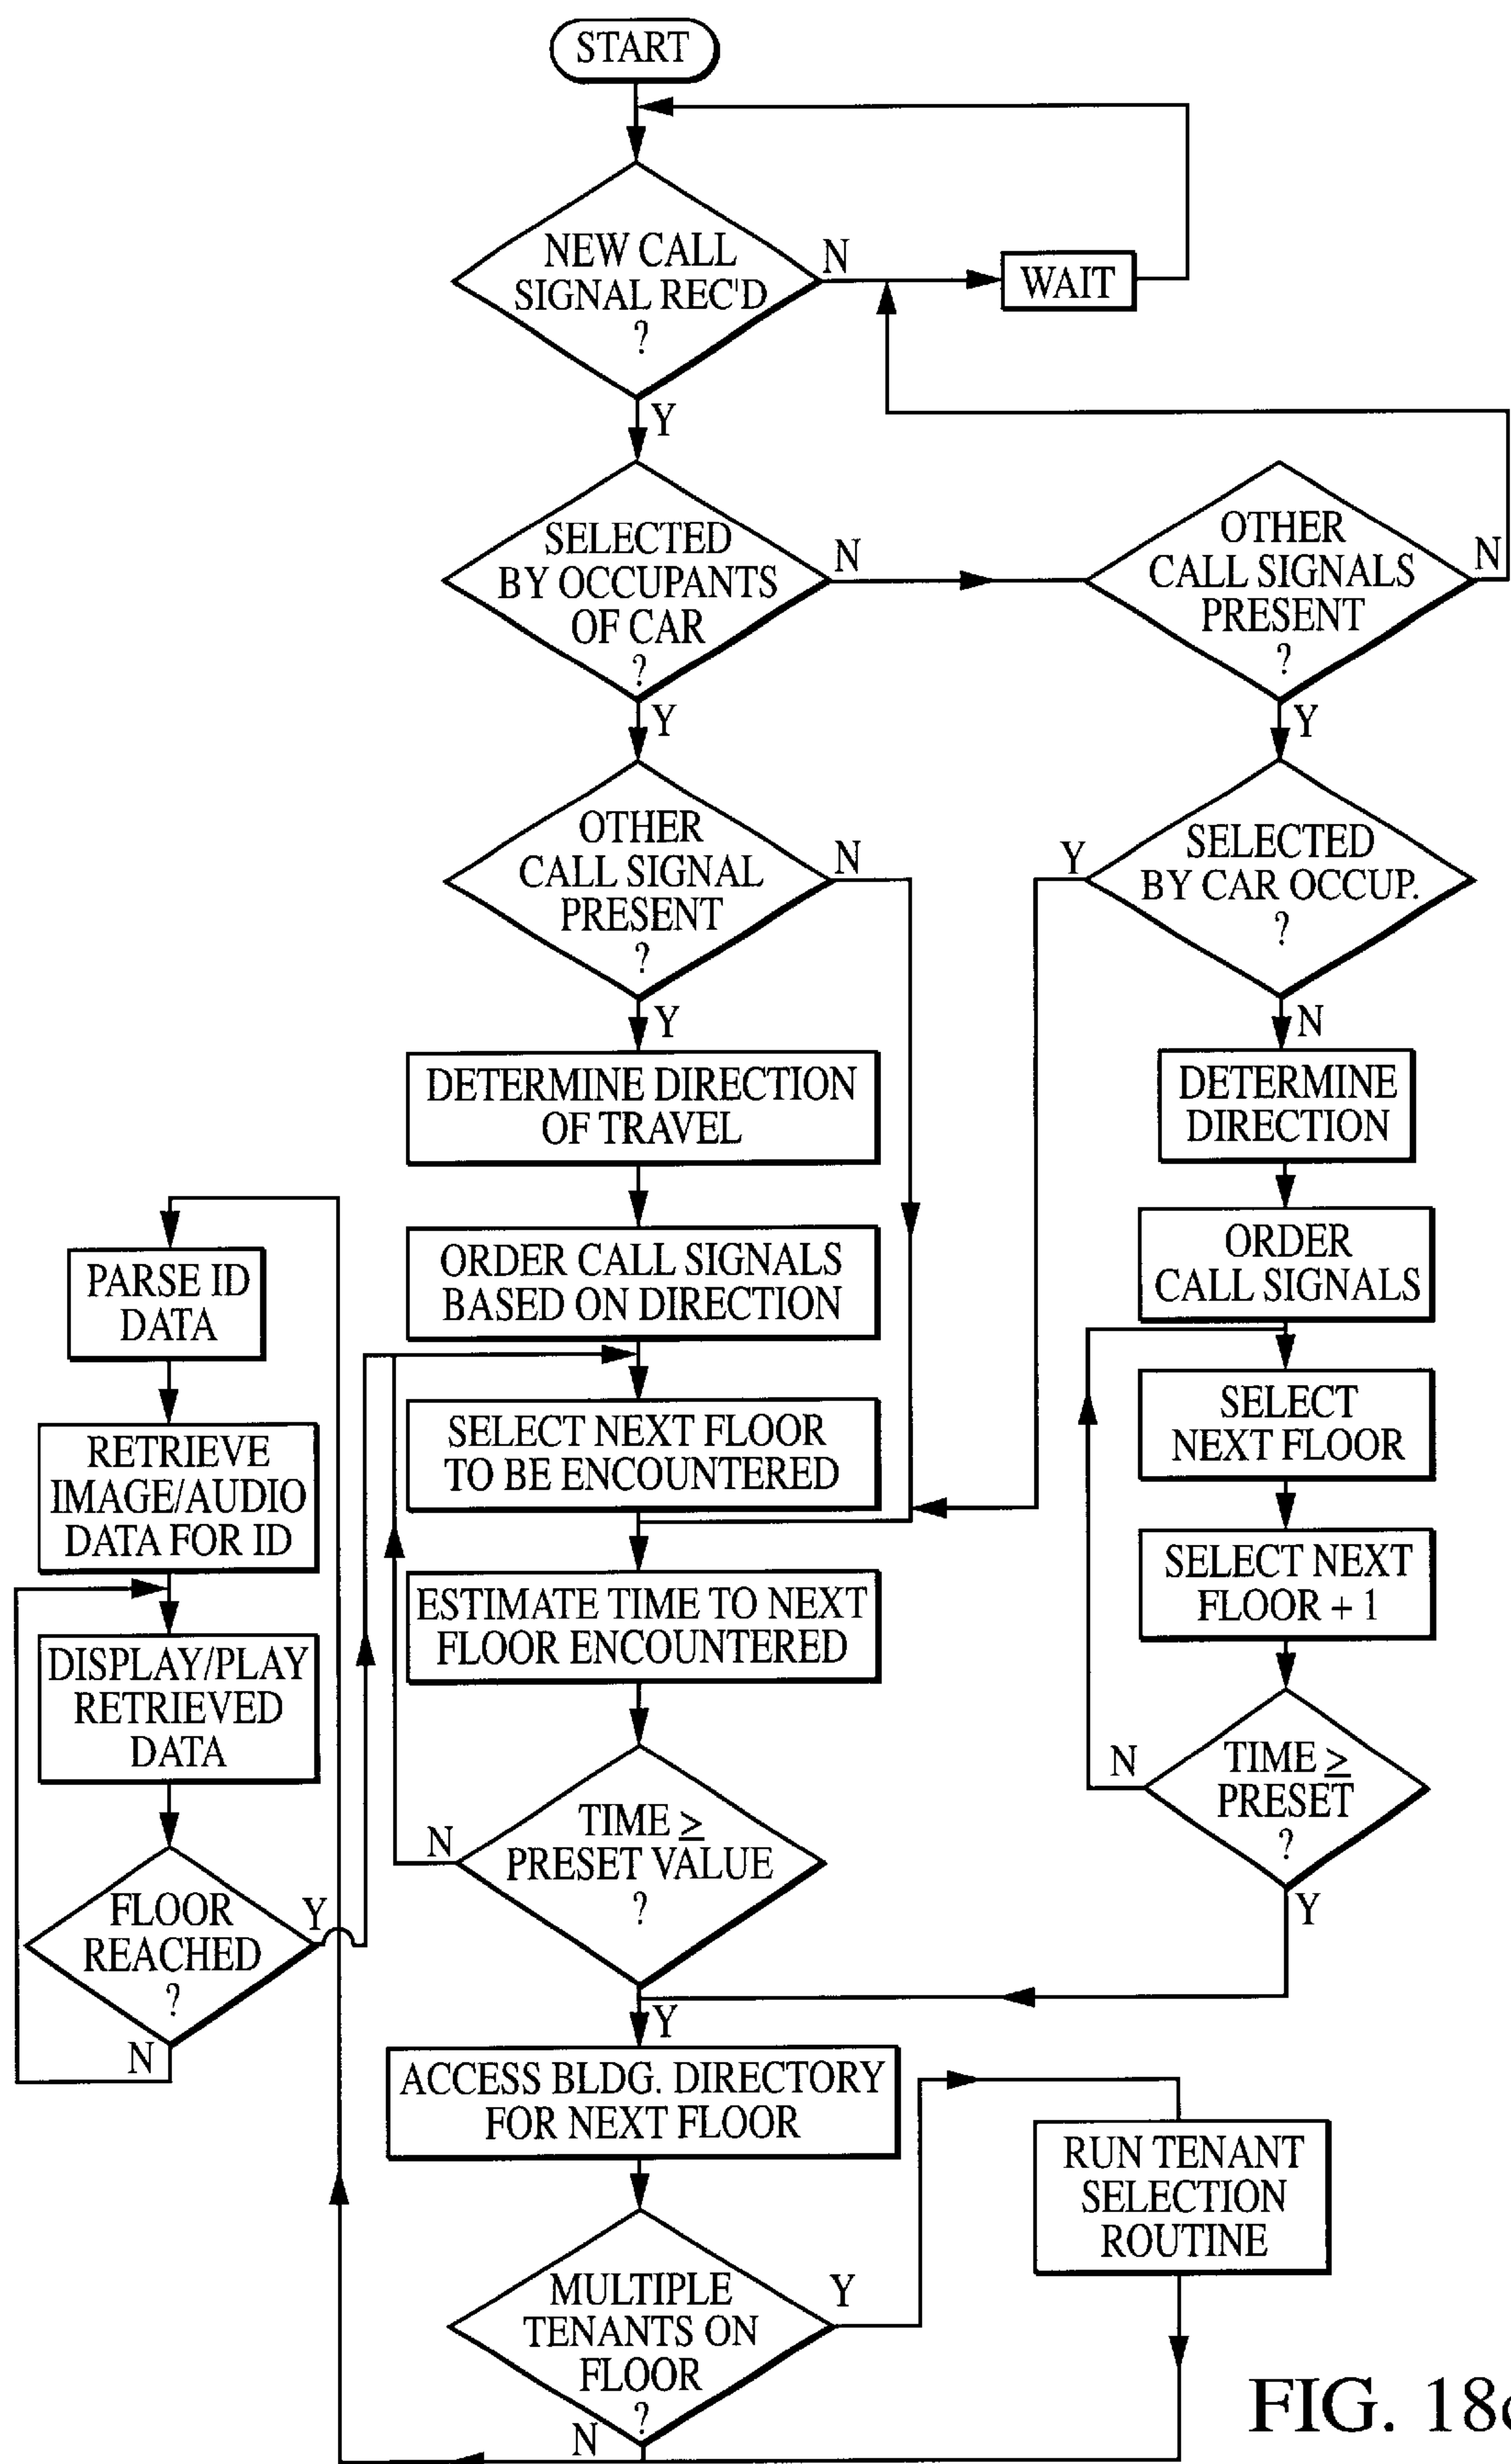 START
NEW CALL
SIGNAL REC'D
?
N
WAIT
Y
SELECTED
BY OCCUPANTS
OF CAR
?
N
OTHER
CALL SIGNALS
PRESENT
?
N
Y
Y
OTHER
CALL SIGNAL
PRESENT
?
N
Y
SELECTED
BY CAR OCCUP.
?
Y
N
DETERMINE DIRECTION
OF TRAVEL
DETERMINE
DIRECTION
ORDER CALL SIGNALS
BASED ON DIRECTION
ORDER
CALL SIGNALS
PARSE ID
DATA
SELECT NEXT FLOOR
TO BE ENCOUNTERED
SELECT
NEXT FLOOR
RETRIEVE
IMAGE/AUDIO
DATA FOR ID
ESTIMATE TIME TO NEXT
FLOOR ENCOUNTERED
SELECT NEXT
FLOOR + 1
DISPLAY/PLAY
RETRIEVED
DATA
N
TIME ≥
PRESET VALUE
?
N
TIME ≥
PRESET
?
Y
FLOOR
REACHED
?
Y
N
Y
ACCESS BLDG. DIRECTORY
FOR NEXT FLOOR
RUN TENANT
SELECTION
ROUTINE
MULTIPLE
TENANTS ON
FLOOR
?
Y
N
FIG. 18